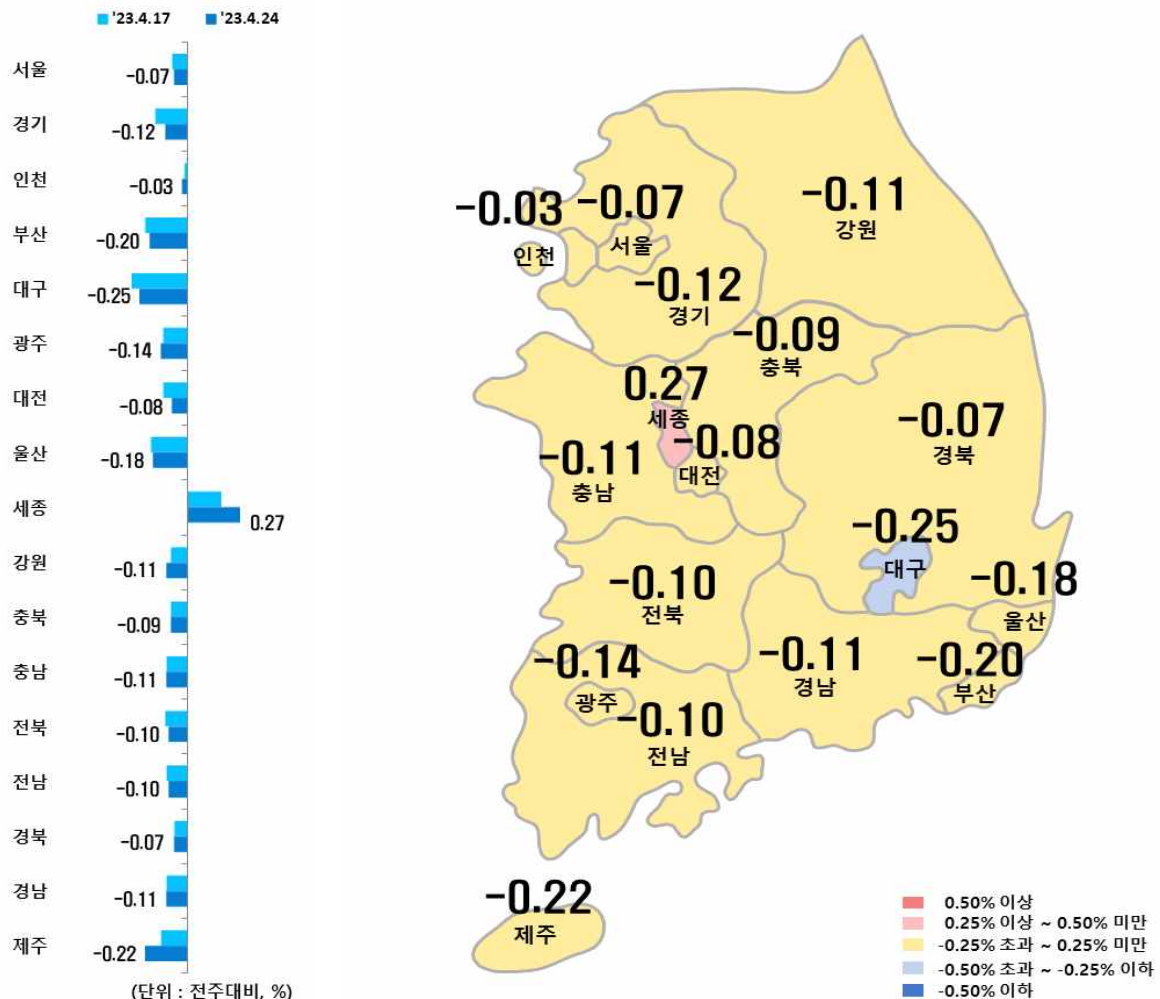 '23.4.17 '23.4.24
서울 -0.07
경기 -0.12
인천 -0.03
부산 -0.20
대구 -0.25
광주 -0.14
대전 -0.08
울산 -0.18
세종 0.27
강원 -0.11
충북 -0.09
충남 -0.11
전북 -0.10
전남 -0.10
경북 -0.07
경남 -0.11
제주 -0.22
(단위 : 전주대비, %)
-0.03
인천
-0.07
서울
-0.11
강원
-0.12
경기
-0.09
충북
0.27
세종
-0.08
대전
-0.11
충남
-0.07
경북
-0.25
대구
-0.18
울산
-0.10
전북
-0.11
경남
-0.20
부산
-0.14
광주
-0.10
전남
-0.22
제주
0.50% 이상
0.25% 이상 ~ 0.50% 미만
-0.25% 초과 ~ 0.25% 미만
-0.50% 초과 ~ -0.25% 이하
-0.50% 이하